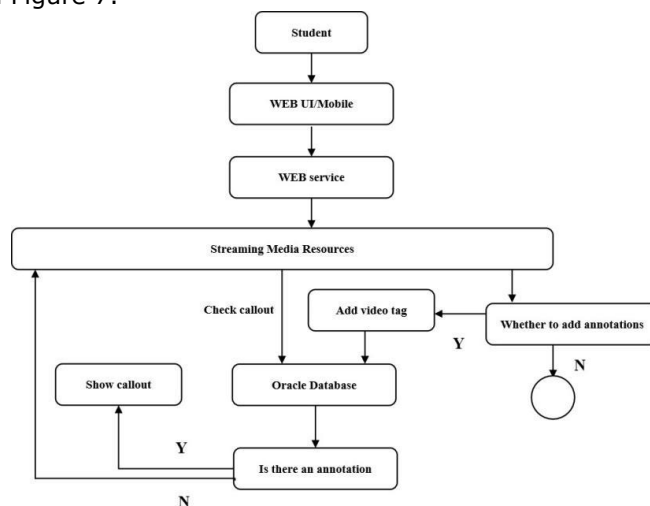 Figure 7.
Student
WEB UI/Mobile
WEB service
Streaming Media Resources
Check callout
Add video tag
Whether to add annotations
Y
N
Show callout
Oracle Database
Y
Is there an annotation
N